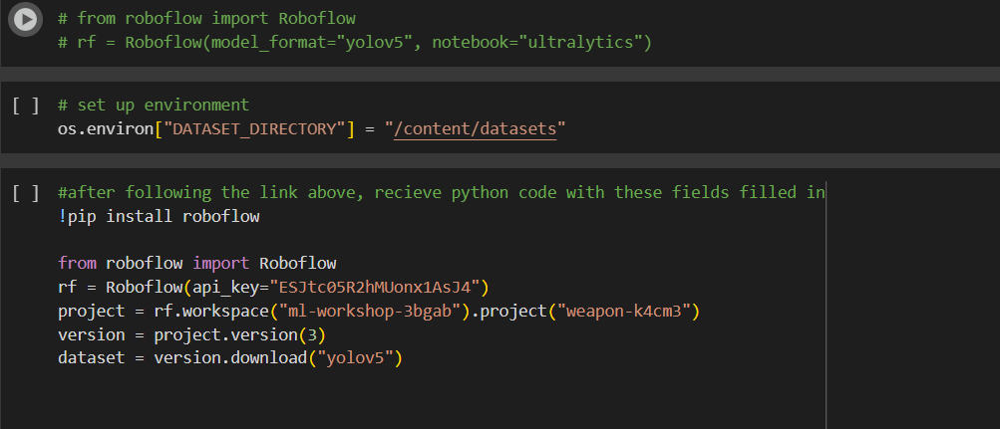 # from roboflow import Roboflow
# rf = Roboflow(model_format="yolov5", notebook="ultralytics")
[ ] # set up environment
os.environ["DATASET_DIRECTORY"] = "/content/datasets"
[ ] #after following the link above, recieve python code with these fields filled in
!pip install roboflow
from roboflow import Roboflow
rf = Roboflow(api_key="ESJtc05R2hMUonx1AsJ4")
project = rf.workspace("ml-workshop-3bgab").project("weapon-k4cm3")
version = project.version(3)
dataset = version.download("yolov5")